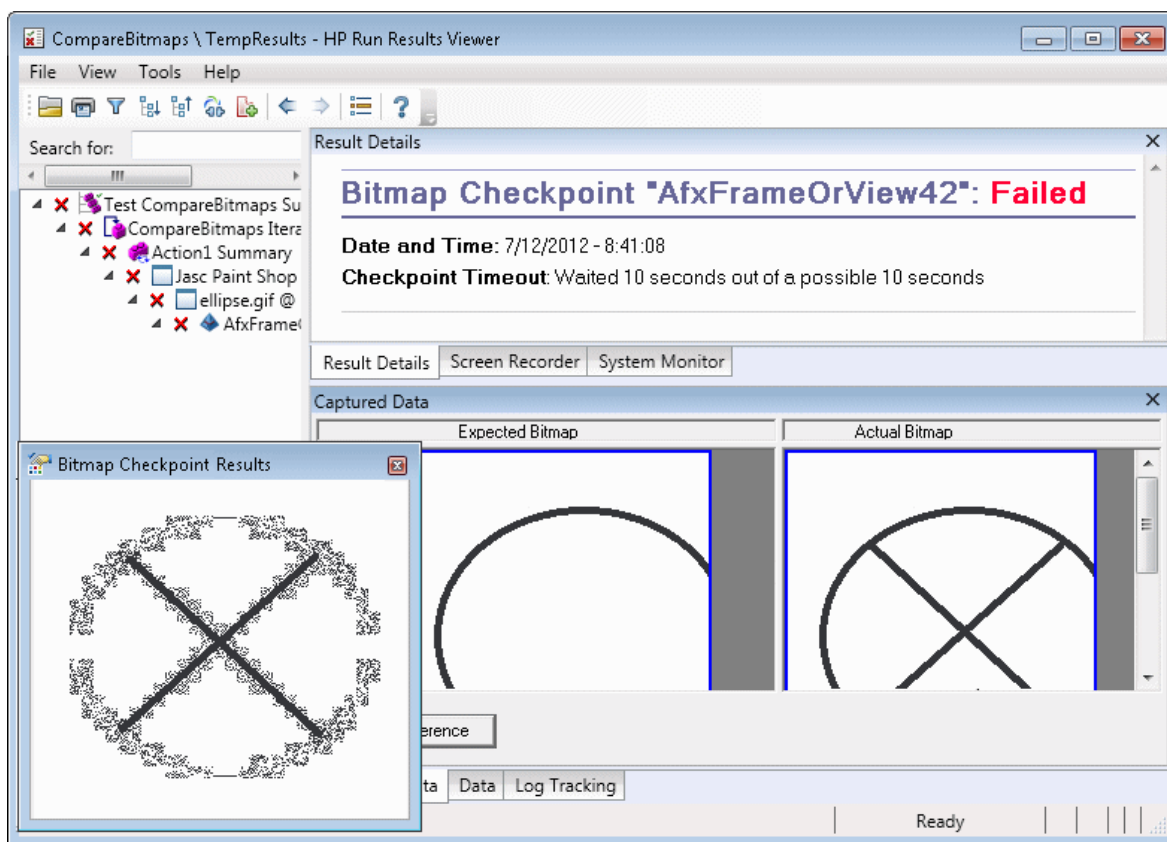 CompareBitmaps \ TempResults - HP Run Results Viewer
File View Tools Help
Search for:
Test CompareBitmaps Su
CompareBitmaps Itera
Action1 Summary
Jasc Paint Shop
ellipse.gif @
AfxFrame
Result Details
Bitmap Checkpoint "AfxFrameOrView42": Failed
Date and Time: 7/12/2012 - 8:41:08
Checkpoint Timeout: Waited 10 seconds out of a possible 10 seconds
Result Details Screen Recorder System Monitor
Captured Data
Expected Bitmap Actual Bitmap
Bitmap Checkpoint Results
erence
ta Data Log Tracking
Ready